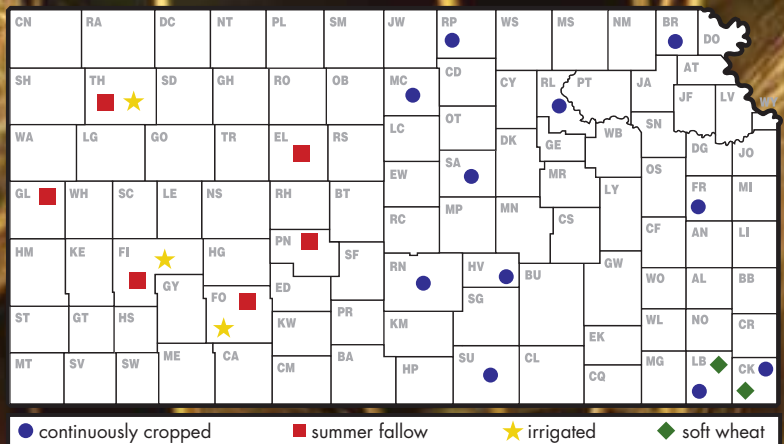 CN RA DC NT PL SM JW RP WS MS NM BR DO
SH TH SD GH RO OB MC CD CY RL PT JA AT
JF LV WY
WA LG GO TR EL RS LC OT DK GE WB SN DG JO
GL WH SC LE NS RH BT EW SA MR LY OS FR MI
HM KE FI HG PN SF RC MP MN CS CF AN LI
GY FO ED RN HV BU GW WO AL BB
ST GT HS KW PR KM SG EK WL NO CR
MT SV SW ME CA CM BA HP SU CL CQ MG LB CK
continuously cropped summer fallow irrigated soft wheat